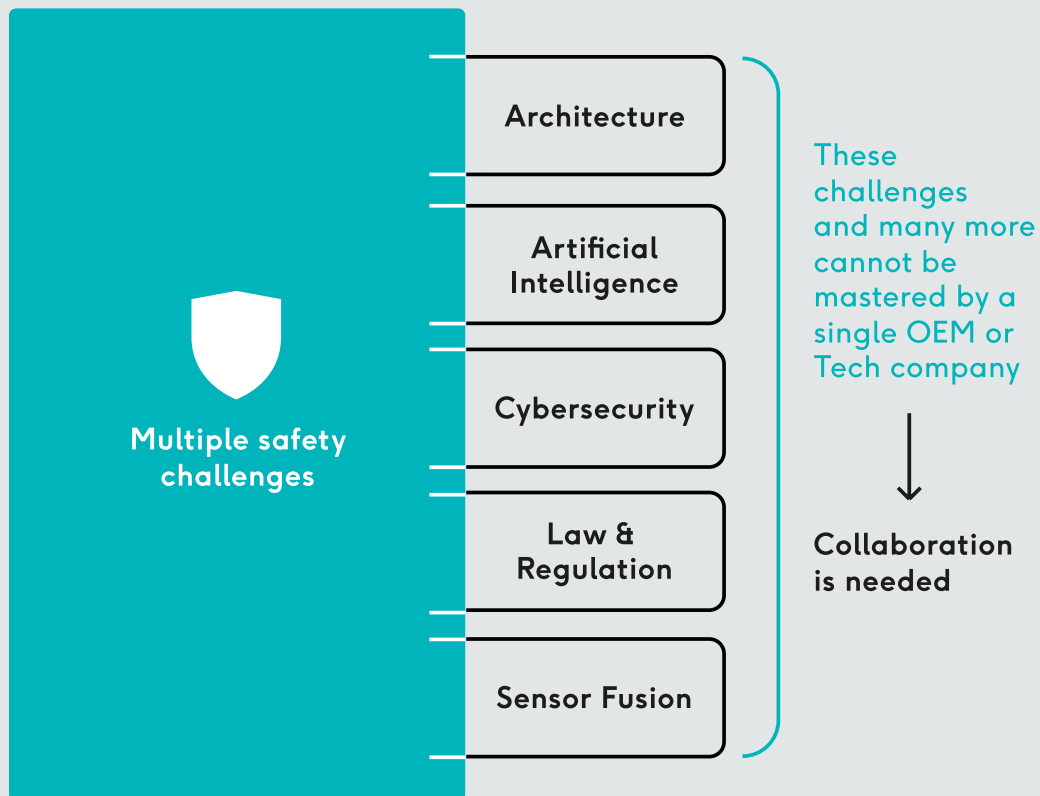 Multiple safety
challenges
Architecture
Artificial
Intelligence
Cybersecurity
Law &
Regulation
Sensor Fusion
These
challenges
and many more
cannot be
mastered by a
single OEM or
Tech company
Collaboration
is needed